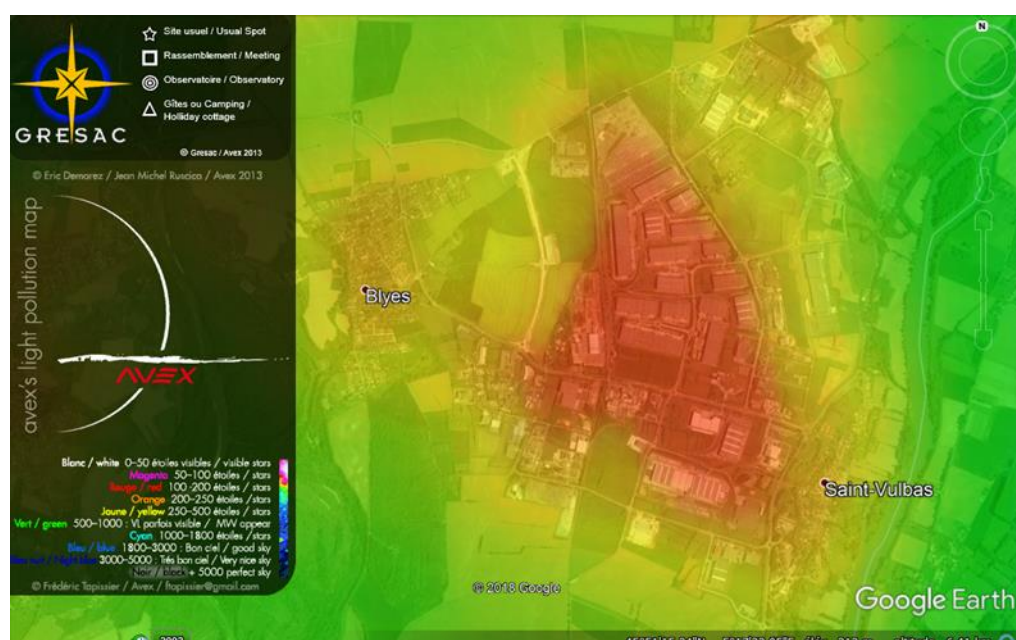 Site usuel / Usual Spot
Rassemblement / Meeting
Observatoire / Observatory
Gîtes ou Camping /
Holliday cottage
GRESAC
© Gresac / Avex 2013
© Eric Demarez / Jean Michel Ruscica / Avex 2013
avex's light pollution map
AVEX
Blanc / white 0–50 étoiles visibles / visible stars
Magenta 50–100 étoiles / stars
Rouge / red 100-200 étoiles / stars
Orange 200–250 étoiles / stars
Jaune / yellow 250–500 étoiles / stars
Vert / green 500–1000 : VL parfois visible / MW appear
Cyan 1000–1800 étoiles / stars
Bleu / blue 1800–3000 : Bon ciel / good sky
3000–5000 : Très bon ciel / Very nice sky
Noir / black + 5000 perfect sky
© Frédéric Tapissier / Avex / ftapissier@gmail.com
N
Blyes
Saint-Vulbas
© 2018 Google
Google Earth